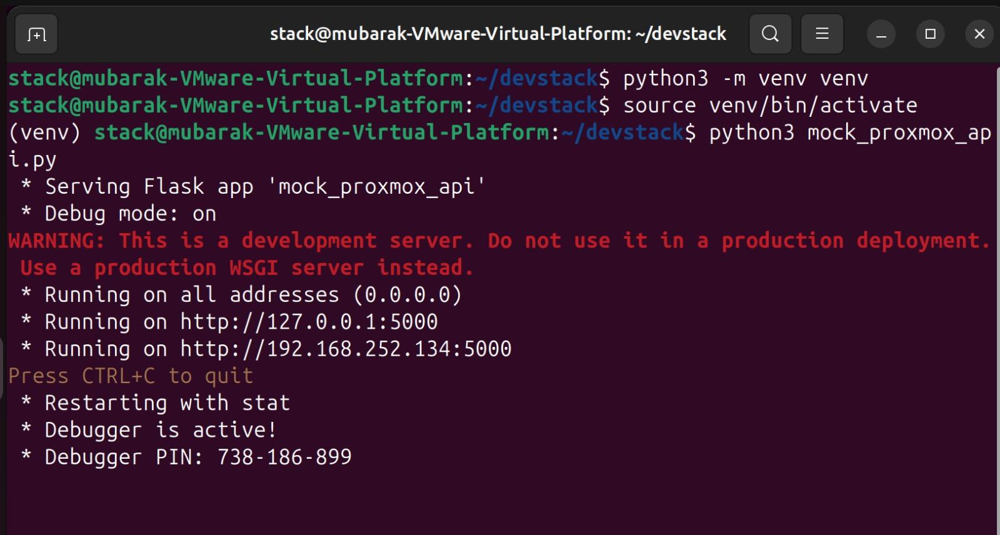 stack@mubarak-VMware-Virtual-Platform: ~/devstack
stack@mubarak-VMware-Virtual-Platform:~/devstack$ python3 -m venv venv
stack@mubarak-VMware-Virtual-Platform:~/devstack$ source venv/bin/activate
(venv) stack@mubarak-VMware-Virtual-Platform:~/devstack$ python3 mock_proxmox_ap
i.py
 * Serving Flask app 'mock_proxmox_api'
 * Debug mode: on
WARNING: This is a development server. Do not use it in a production deployment.
 Use a production WSGI server instead.
 * Running on all addresses (0.0.0.0)
 * Running on http://127.0.0.1:5000
 * Running on http://192.168.252.134:5000
Press CTRL+C to quit
 * Restarting with stat
 * Debugger is active!
 * Debugger PIN: 738-186-899